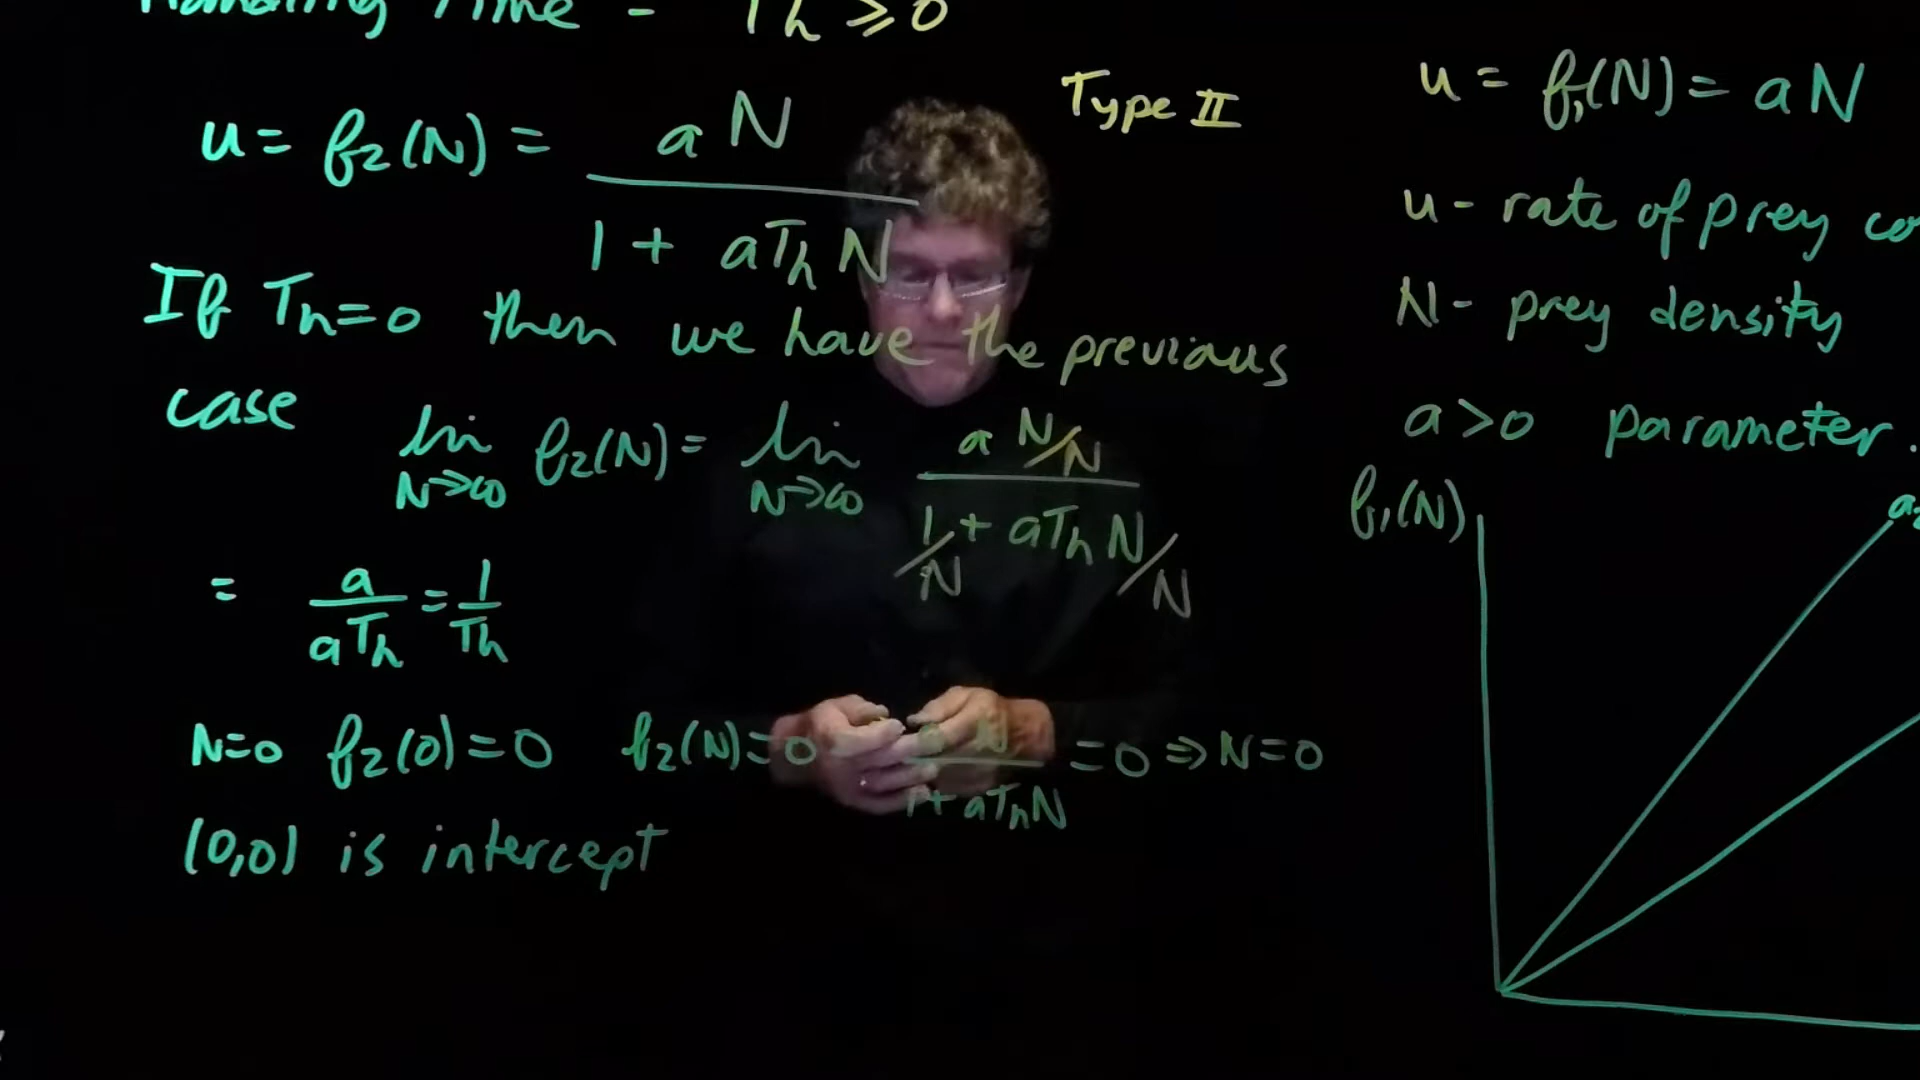 Handling Time - Th ≥ 0
Type II
u = f2(N) = aN / (1 + aThN)
If Th=0 then we have the previous
case
lim N→∞ f2(N) = lim N→∞ (a N/N) / (1/N + aThN/N)
= a/aTh = 1/Th
N=0 f2(0)=0 f2(N)=0 aN / (1+aThN) =0 ⇒ N=0
(0,0) is intercept
u = f1(N) = aN
u - rate of prey
N - prey density
a>0 parameter.
f1(N)